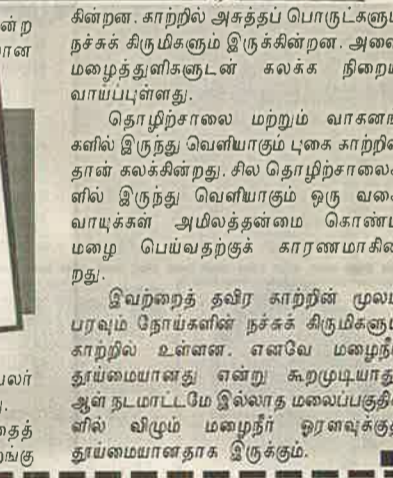 ன்ற
ான
பலர்
ு.
தைத்
றங்கு
கின்றன. காற்றில் அசுத்தப் பொருட்களும்
நச்சுக் கிருமிகளும் இருக்கின்றன. அவை
மழைத்துளிகளுடன் கலக்க நிறைய
வாய்ப்புள்ளது.
தொழிற்சாலை மற்றும் வாகனங்
களில் இருந்து வெளியாகும் புகை காற்றில்
தான் கலக்கின்றது. சில தொழிற்சாலைக
ளில் இருந்து வெளியாகும் ஒரு வகை
வாயுக்கள் அமிலத்தன்மை கொண்ட
மழை பெய்வதற்குக் காரணமாகின்
றது.
இவற்றைத் தவிர காற்றின் மூலம்
பரவும் நோய்களின் நச்சுக் கிருமிகளும்
காற்றில் உள்ளன. எனவே மழைநீர்
தூய்மையானது என்று கூறமுடியாது.
ஆள் நடமாட்டமே இல்லாத மலைப்பகுதிக
ளில் விழும் மழைநீர் ஓரளவுக்குத்
தூய்மையானதாக இருக்கும்.